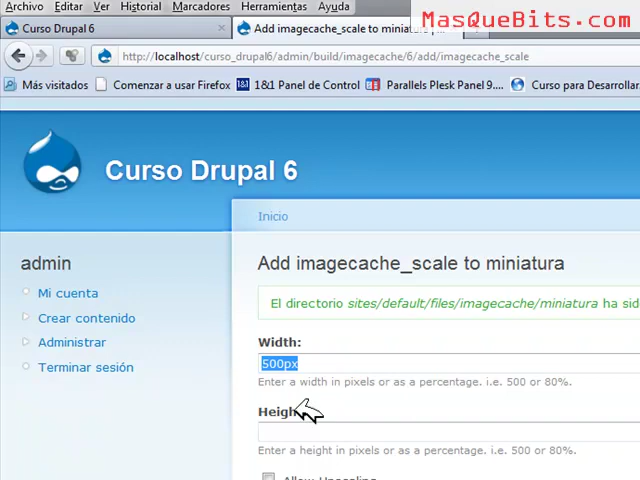 Archivo Editar Ver Historial Marcadores Herramientas Ayuda
MasQueBits.com
Curso Drupal 6
Add imagecache_scale to miniatura
http://localhost/curso_drupal6/admin/build/imagecache/6/add/imagecache_scale
Más visitados Comenzar a usar Firefox 1&1 Panel de Control Parallels Plesk Panel 9.... Curso para Desarrollar
Curso Drupal 6
Inicio
admin
Mi cuenta
Crear contenido
Administrar
Terminar sesión
Add imagecache_scale to miniatura
El directorio sites/default/files/imagecache/miniatura ha sid
Width:
500px
Enter a width in pixels or as a percentage. i.e. 500 or 80%.
Heigh
Enter a height in pixels or as a percentage. i.e. 500 or 80%.
Allow Upscaling